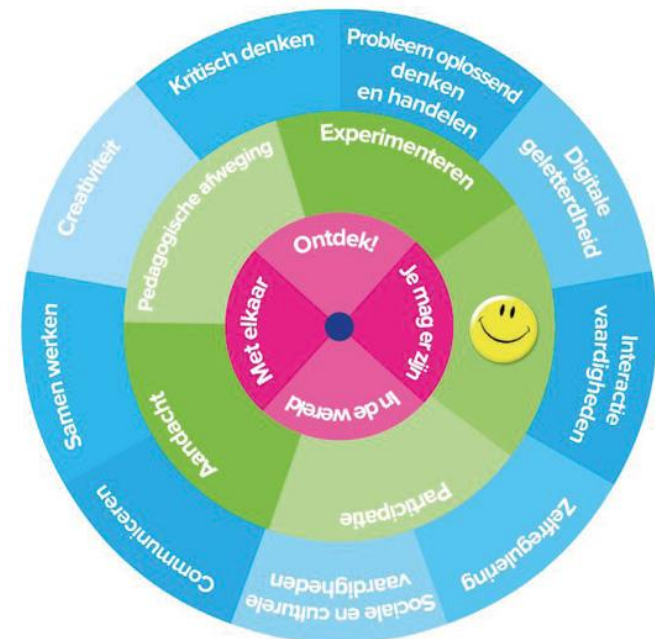 Kritisch denken
Probleem oplossend
denken
en handelen
Digitale
geletterdheid
Interactie
vaardigheden
Zelfregulering
Sociale en culturele
vaardigheden
Communiceren
Samen werken
Creativiteit
Experimenteren
Participatie
Aandacht
Pedagogische afweging
Ontdek!
Je mag er zijn
In de wereld
Met elkaar